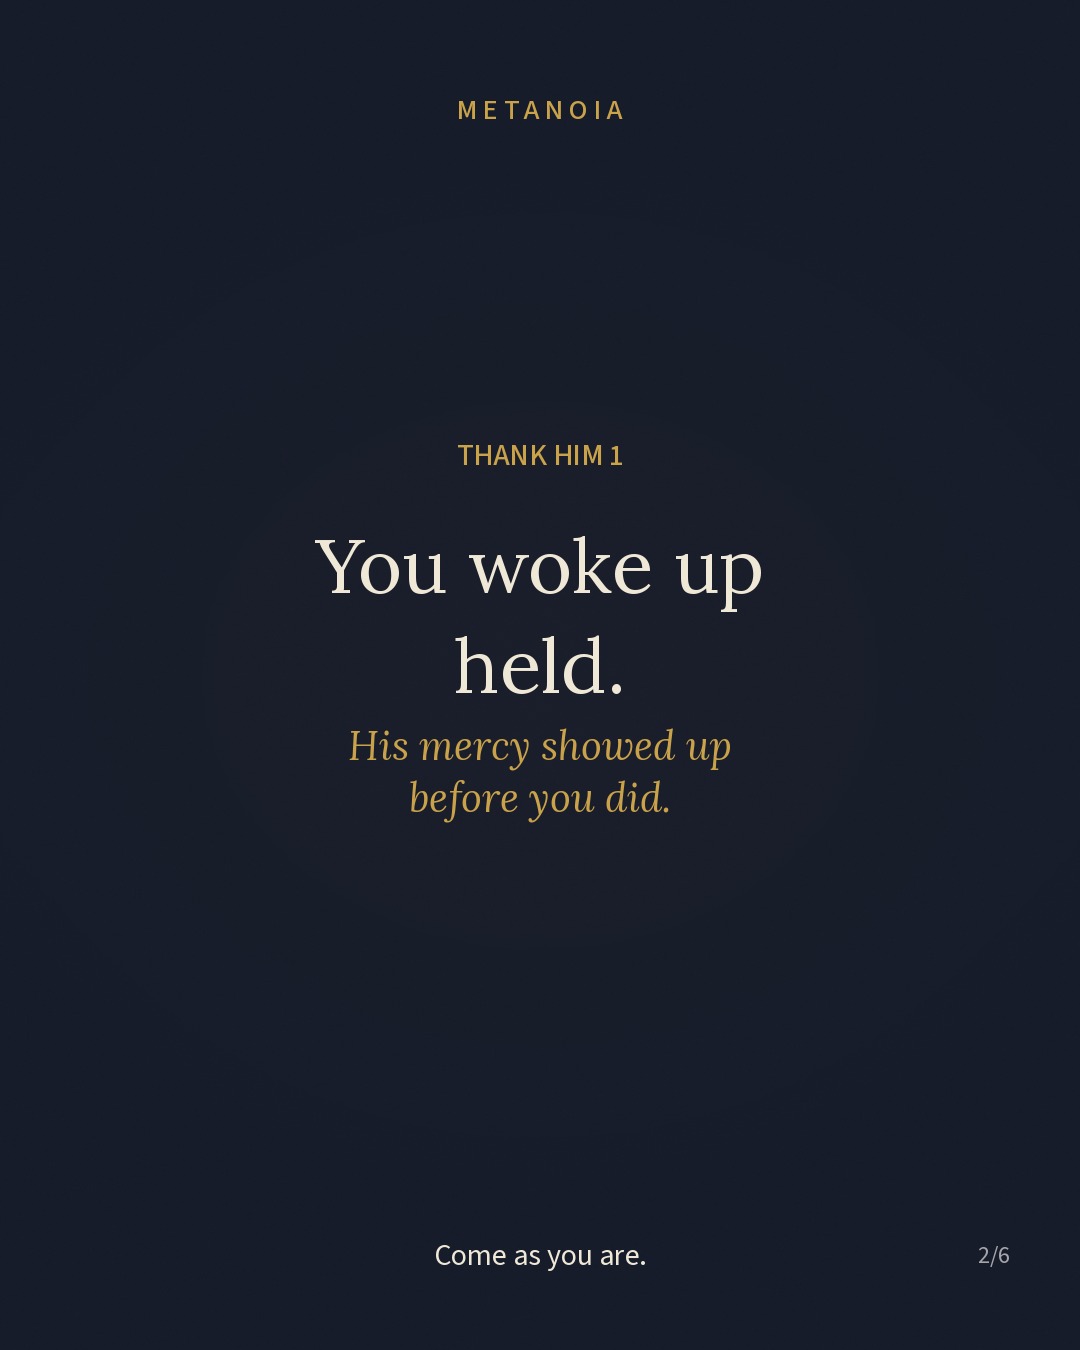 METANOIA
THANK HIM 1
You woke up
held.
His mercy showed up
before you did.
Come as you are.
2/6